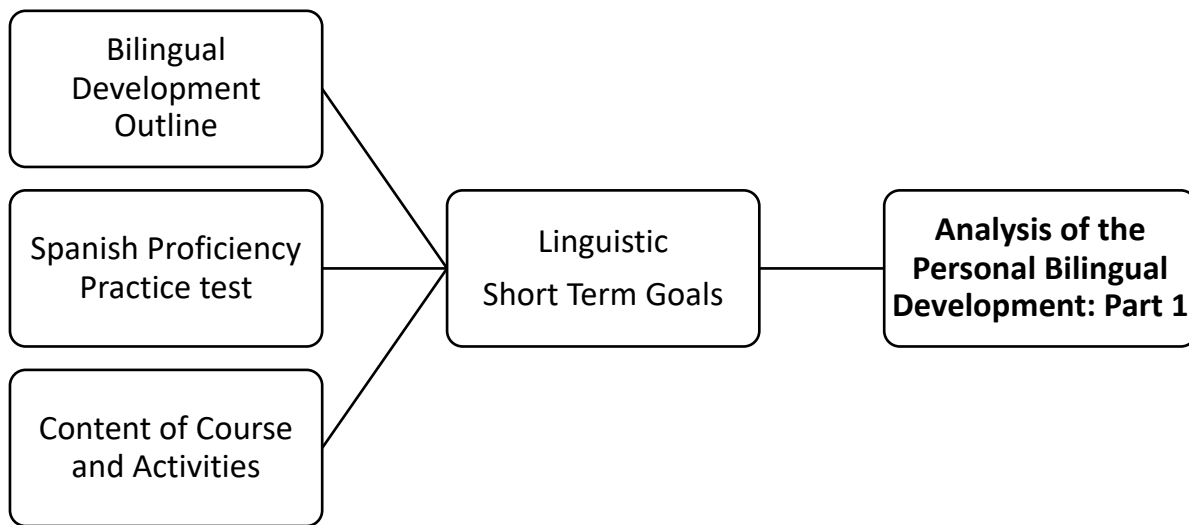 Bilingual
Development
Outline
Spanish Proficiency
Practice test
Content of Course
and Activities
Linguistic
Short Term Goals
Analysis of the
Personal Bilingual
Development: Part 1